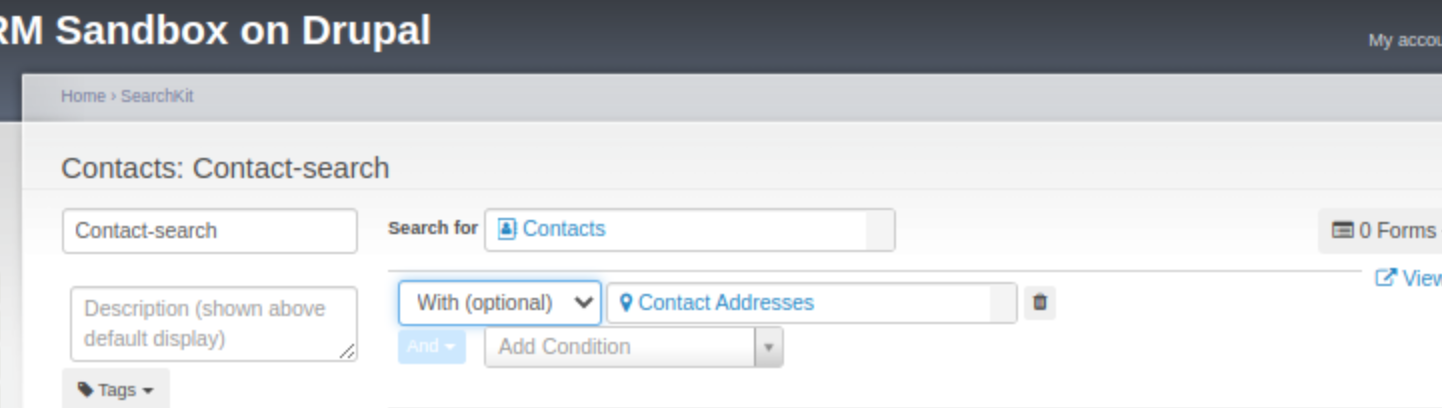 RM Sandbox on Drupal
My accou
Home › SearchKit
Contacts: Contact-search
Contact-search
Search for
Contacts
0 Forms
View
With (optional)
Contact Addresses
Description (shown above
default display)
And
Add Condition
Tags